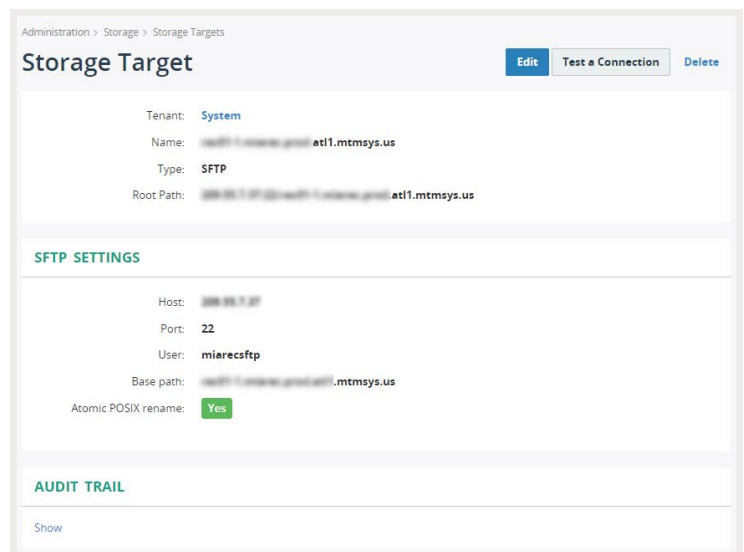 Administration > Storage > Storage Targets
Storage Target
Edit Test a Connection Delete
Tenant: System
Name: atl1.mtmsys.us
Type: SFTP
Root Path: .atl1.mtmsys.us
SFTP SETTINGS
Host:
Port: 22
User: miarecsftp
Base path: .mtmsys.us
Atomic POSIX rename: Yes
AUDIT TRAIL
Show